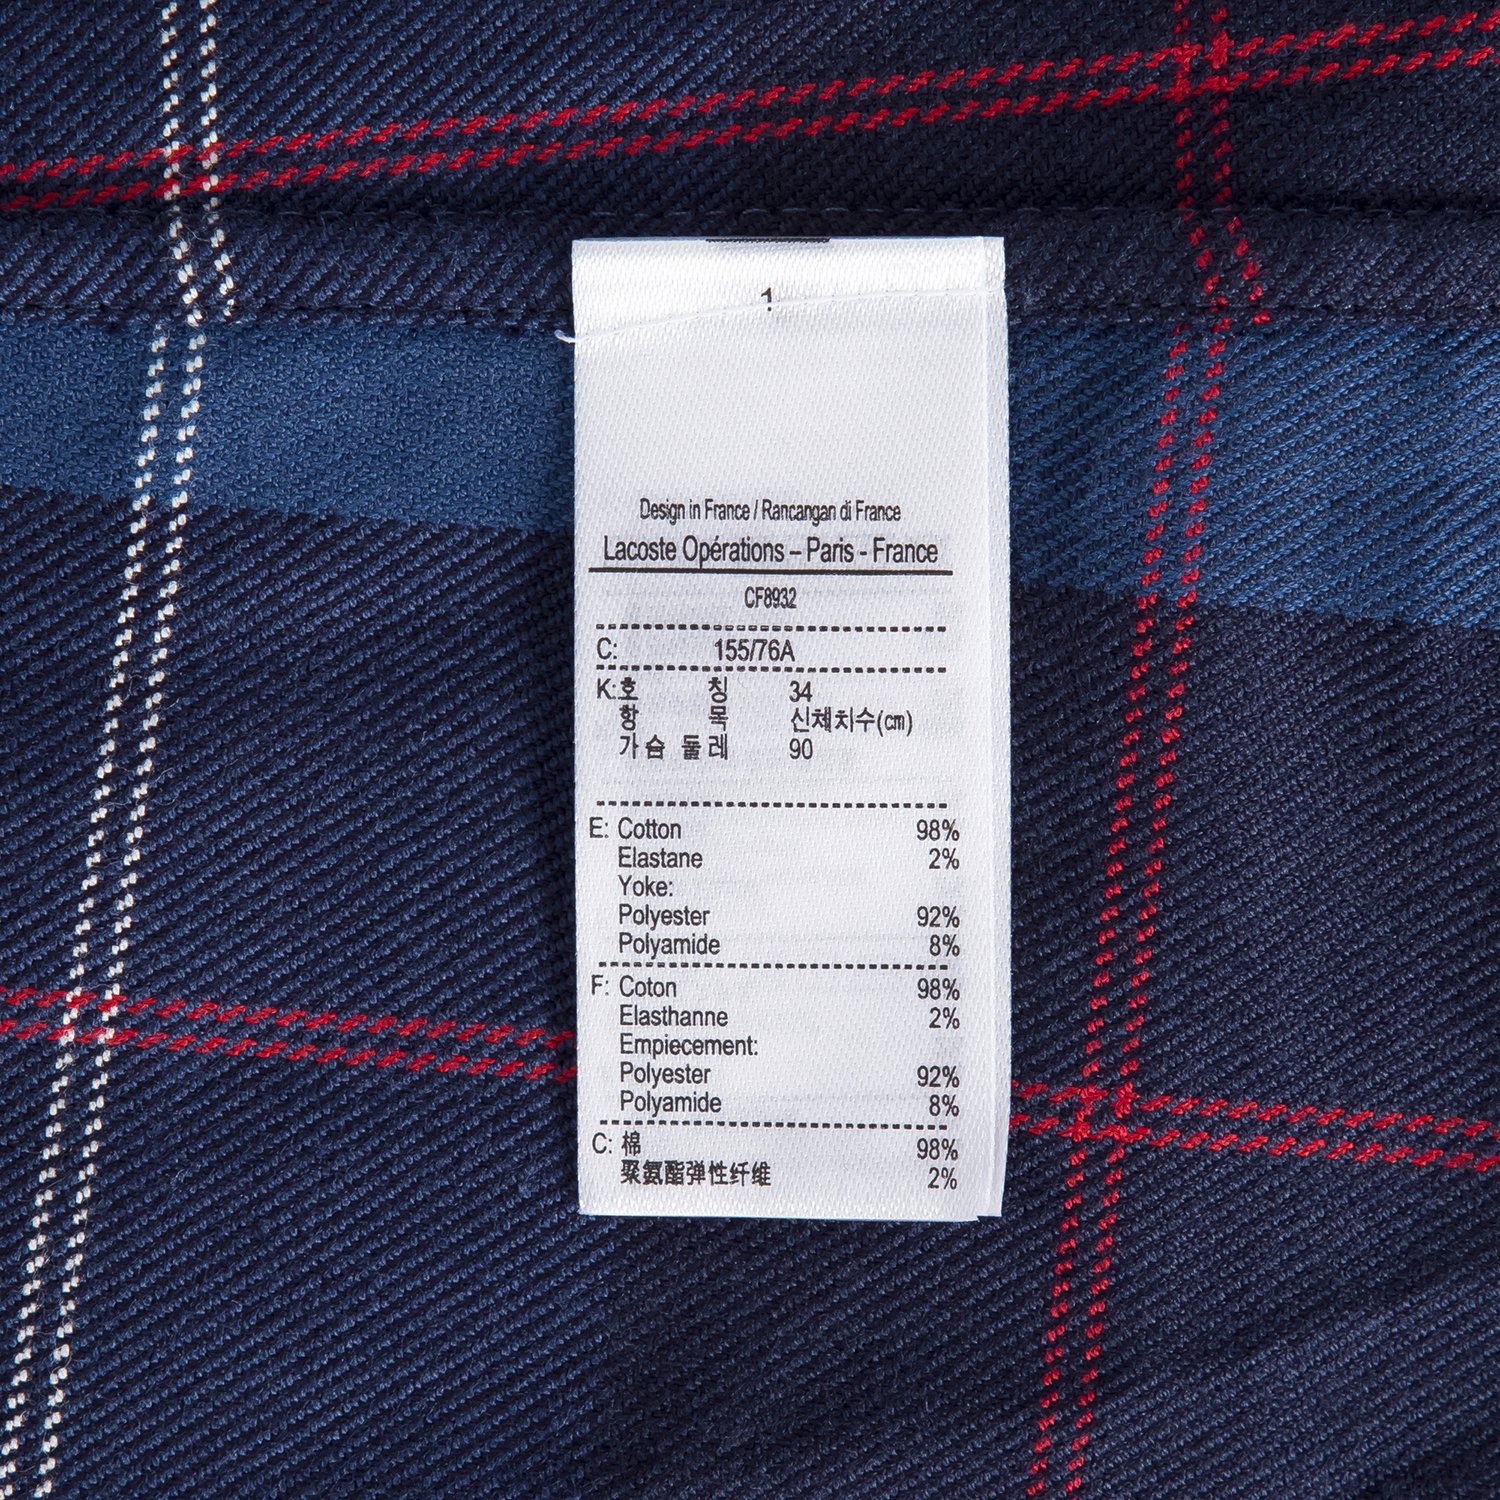 1
Design in France / Rancangan di France
Lacoste Opérations – Paris - France
CF8932
C: 155/76A
K: 호 칭 34
항 목 신체치수(㎝)
가슴 둘레 90
E: Cotton 98%
Elastane 2%
Yoke:
Polyester 92%
Polyamide 8%
F: Coton 98%
Elasthanne 2%
Empiecement:
Polyester 92%
Polyamide 8%
C: 棉 98%
聚氨酯弹性纤维 2%